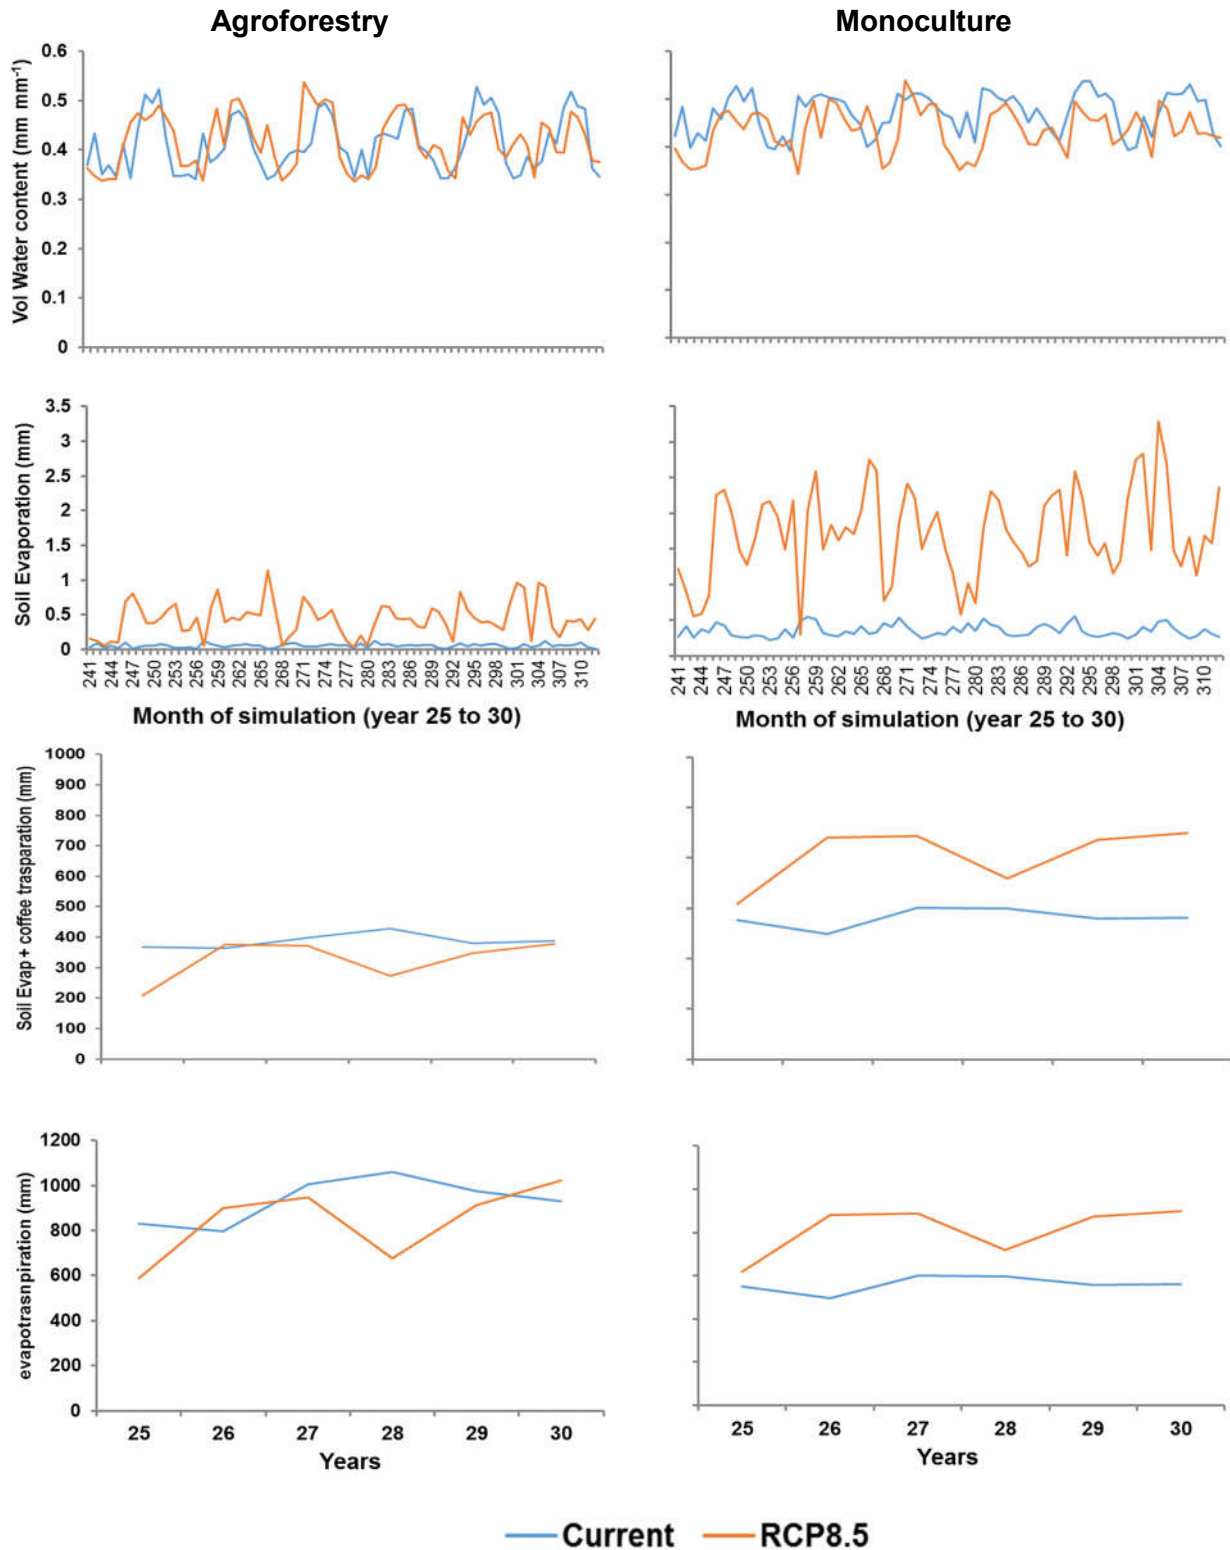 Agroforestry
Monoculture
Vol Water content (mm mm⁻¹)
0.6
0.5
0.4
0.3
0.2
0.1
0
Soil Evaporation (mm)
3.5
3
2.5
2
1.5
1
0.5
0
241 244 247 250 253 256 259 262 265 268 271 274 277 280 283 286 289 292 295 298 301 304 307 310
241 244 247 250 253 256 259 262 265 268 271 274 277 280 283 286 289 292 295 298 301 304 307 310
Month of simulation (year 25 to 30)
Month of simulation (year 25 to 30)
Soil Evap + coffee trasparation (mm)
1000
900
800
700
600
500
400
300
200
100
0
evapotrasnpiration (mm)
1200
1000
800
600
400
200
0
25 26 27 28 29 30
25 26 27 28 29 30
Years
Years
Current RCP8.5